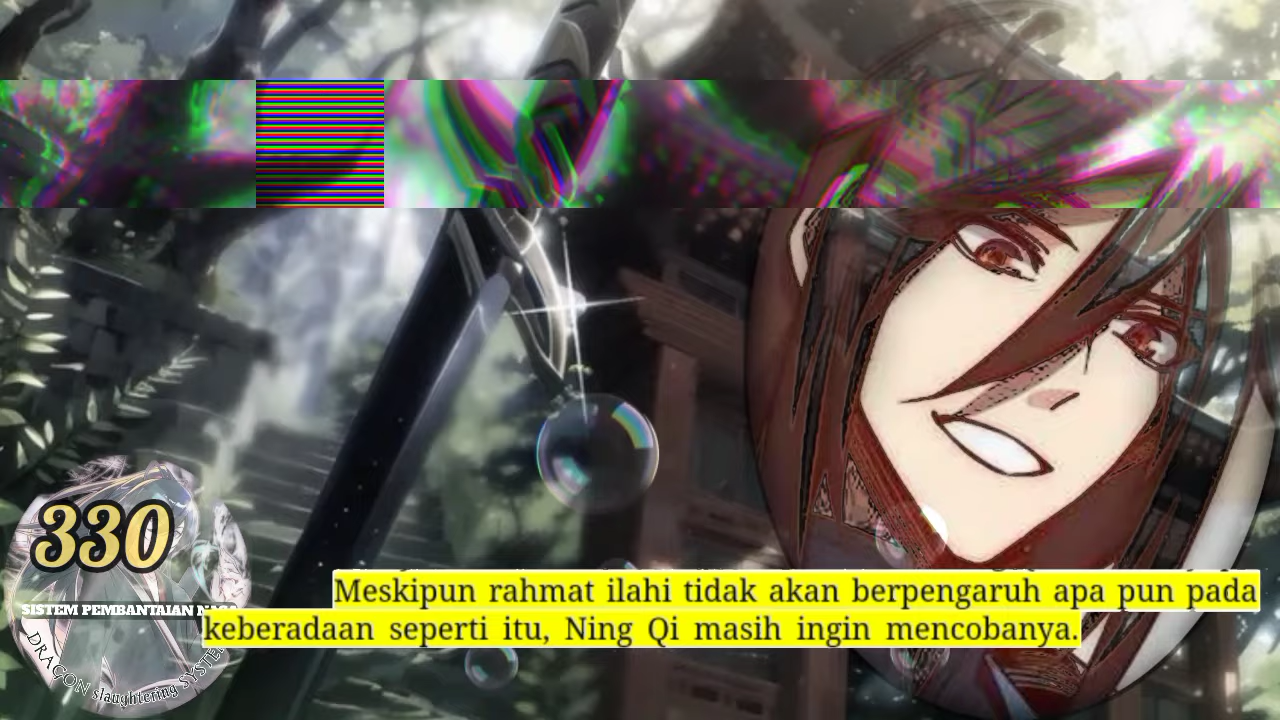 330
SISTEM PEMBANTAIAN NAGA
DRAGON slaughtering SYSTEM
Meskipun rahmat ilahi tidak akan berpengaruh apa pun pada
keberadaan seperti itu, Ning Qi masih ingin mencobanya.